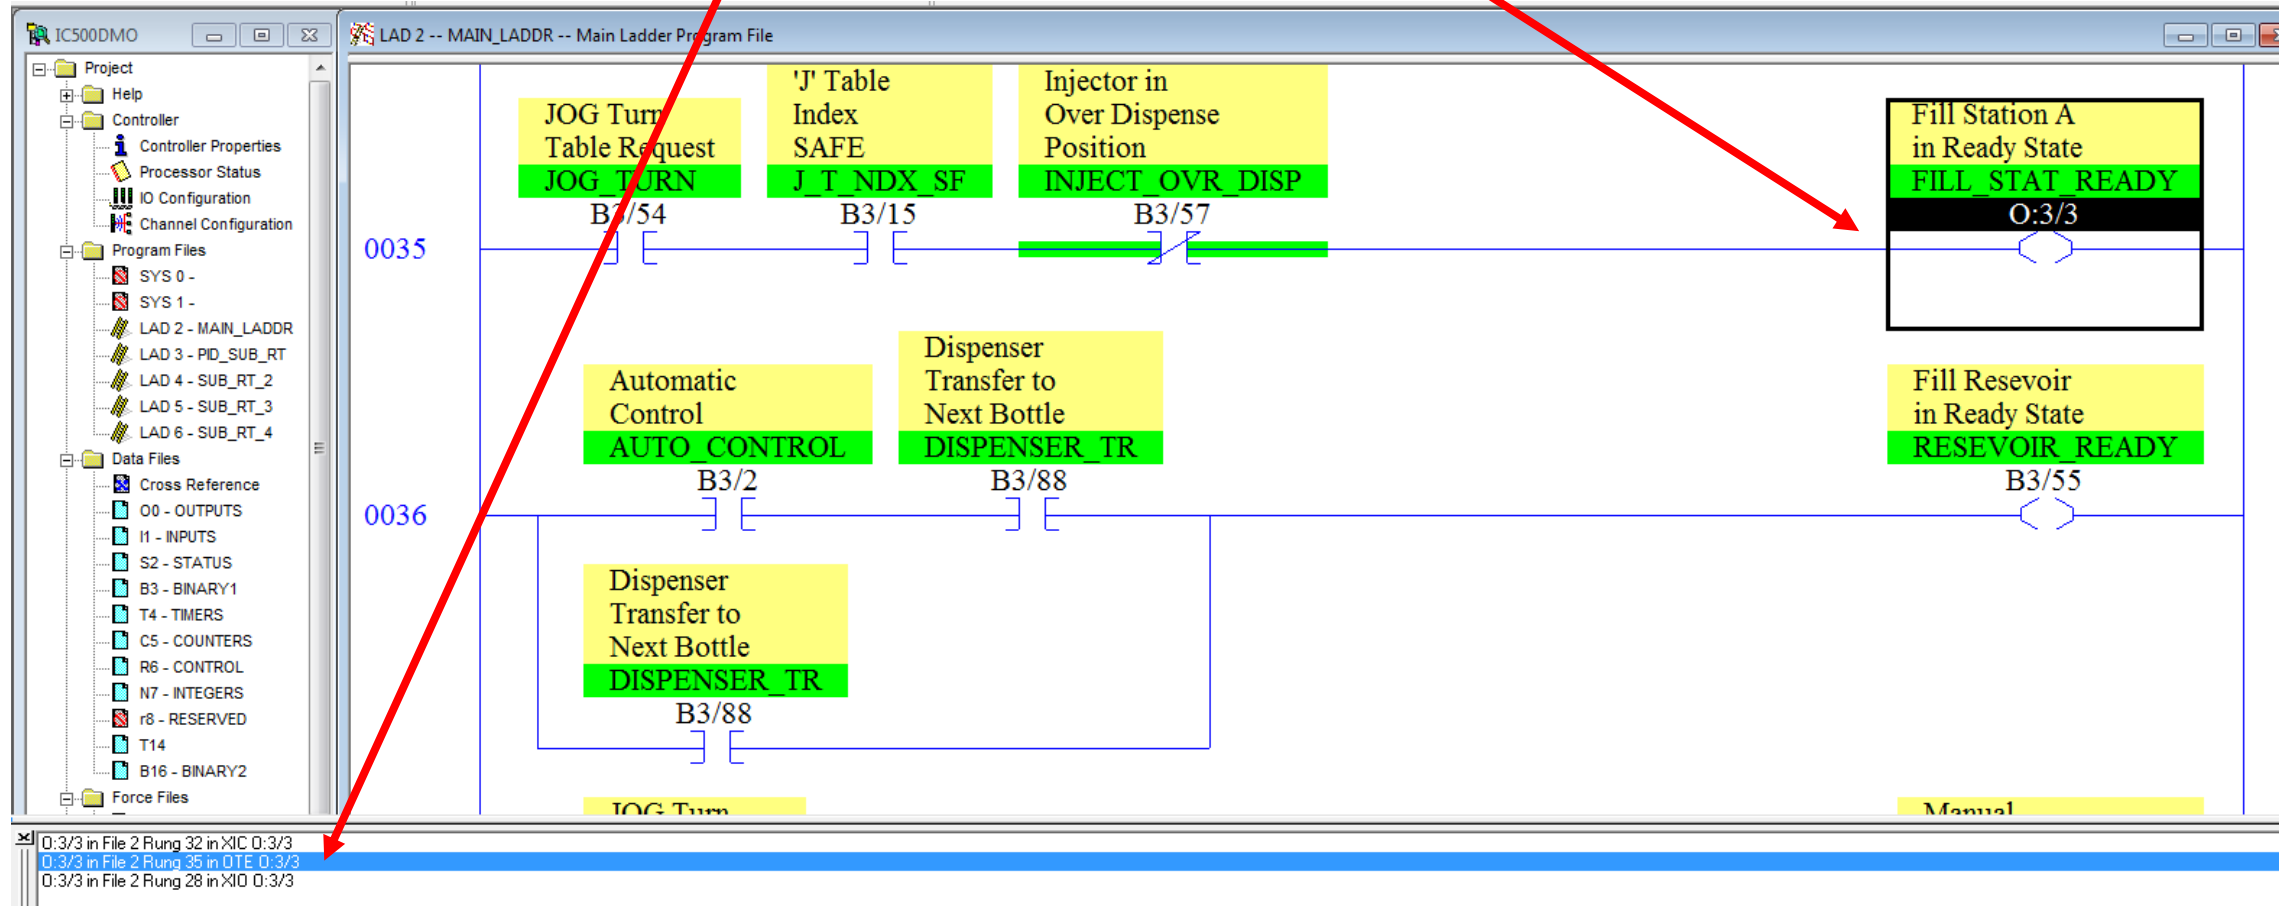 IC500DMO
Project
Help
Controller
Controller Properties
Processor Status
IO Configuration
Channel Configuration
Program Files
SYS 0 -
SYS 1 -
LAD 2 - MAIN_LADDR
LAD 3 - PID_SUB_RT
LAD 4 - SUB_RT_2
LAD 5 - SUB_RT_3
LAD 6 - SUB_RT_4
Data Files
Cross Reference
O0 - OUTPUTS
I1 - INPUTS
S2 - STATUS
B3 - BINARY1
T4 - TIMERS
C5 - COUNTERS
R6 - CONTROL
N7 - INTEGERS
r8 - RESERVED
T14
B16 - BINARY2
Force Files
LAD 2 -- MAIN_LADDR -- Main Ladder Program File
0035
JOG Turn
Table Request
JOG_TURN
B3/54
'J' Table
Index
SAFE
J_T_NDX_SF
B3/15
Injector in
Over Dispense
Position
INJECT_OVR_DISP
B3/57
Fill Station A
in Ready State
FILL_STAT_READY
O:3/3
0036
Automatic
Control
AUTO_CONTROL
B3/2
Dispenser
Transfer to
Next Bottle
DISPENSER_TR
B3/88
Fill Resevoir
in Ready State
RESEVOIR_READY
B3/55
Dispenser
Transfer to
Next Bottle
DISPENSER_TR
B3/88
JOG Turn
Manual
O:3/3 in File 2 Rung 32 in XIC O:3/3
O:3/3 in File 2 Rung 35 in OTE O:3/3
O:3/3 in File 2 Rung 28 in XIO O:3/3